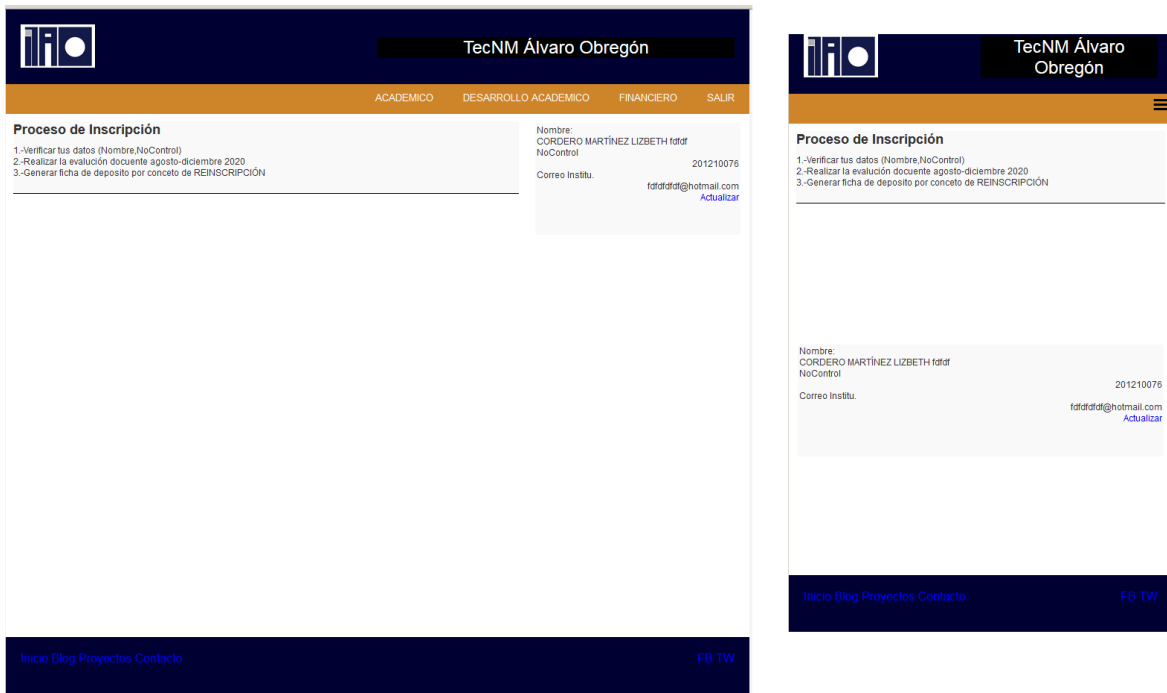 TecNM Álvaro Obregón
ACADEMICO DESARROLLO ACADEMICO FINANCIERO SALIR
Proceso de Inscripción
1.-Verificar tus datos (Nombre,NoControl)
2.-Realizar la evalución docuente agosto-diciembre 2020
3.-Generar ficha de deposito por conceto de REINSCRIPCIÓN
Nombre:
CORDERO MARTÍNEZ LIZBETH fdfdf
NoControl
201210076
Correo Institu.
fdfdfdfdf@hotmail.com
Actualizar
Inicio Blog Proyectos Contacto
FB TW
TecNM Álvaro
Obregón
Proceso de Inscripción
1.-Verificar tus datos (Nombre,NoControl)
2.-Realizar la evalución docuente agosto-diciembre 2020
3.-Generar ficha de deposito por conceto de REINSCRIPCIÓN
Nombre:
CORDERO MARTÍNEZ LIZBETH fdfdf
NoControl
201210076
Correo Institu.
fdfdfdfdf@hotmail.com
Actualizar
Inicio Blog Proyectos Contacto
FB TW